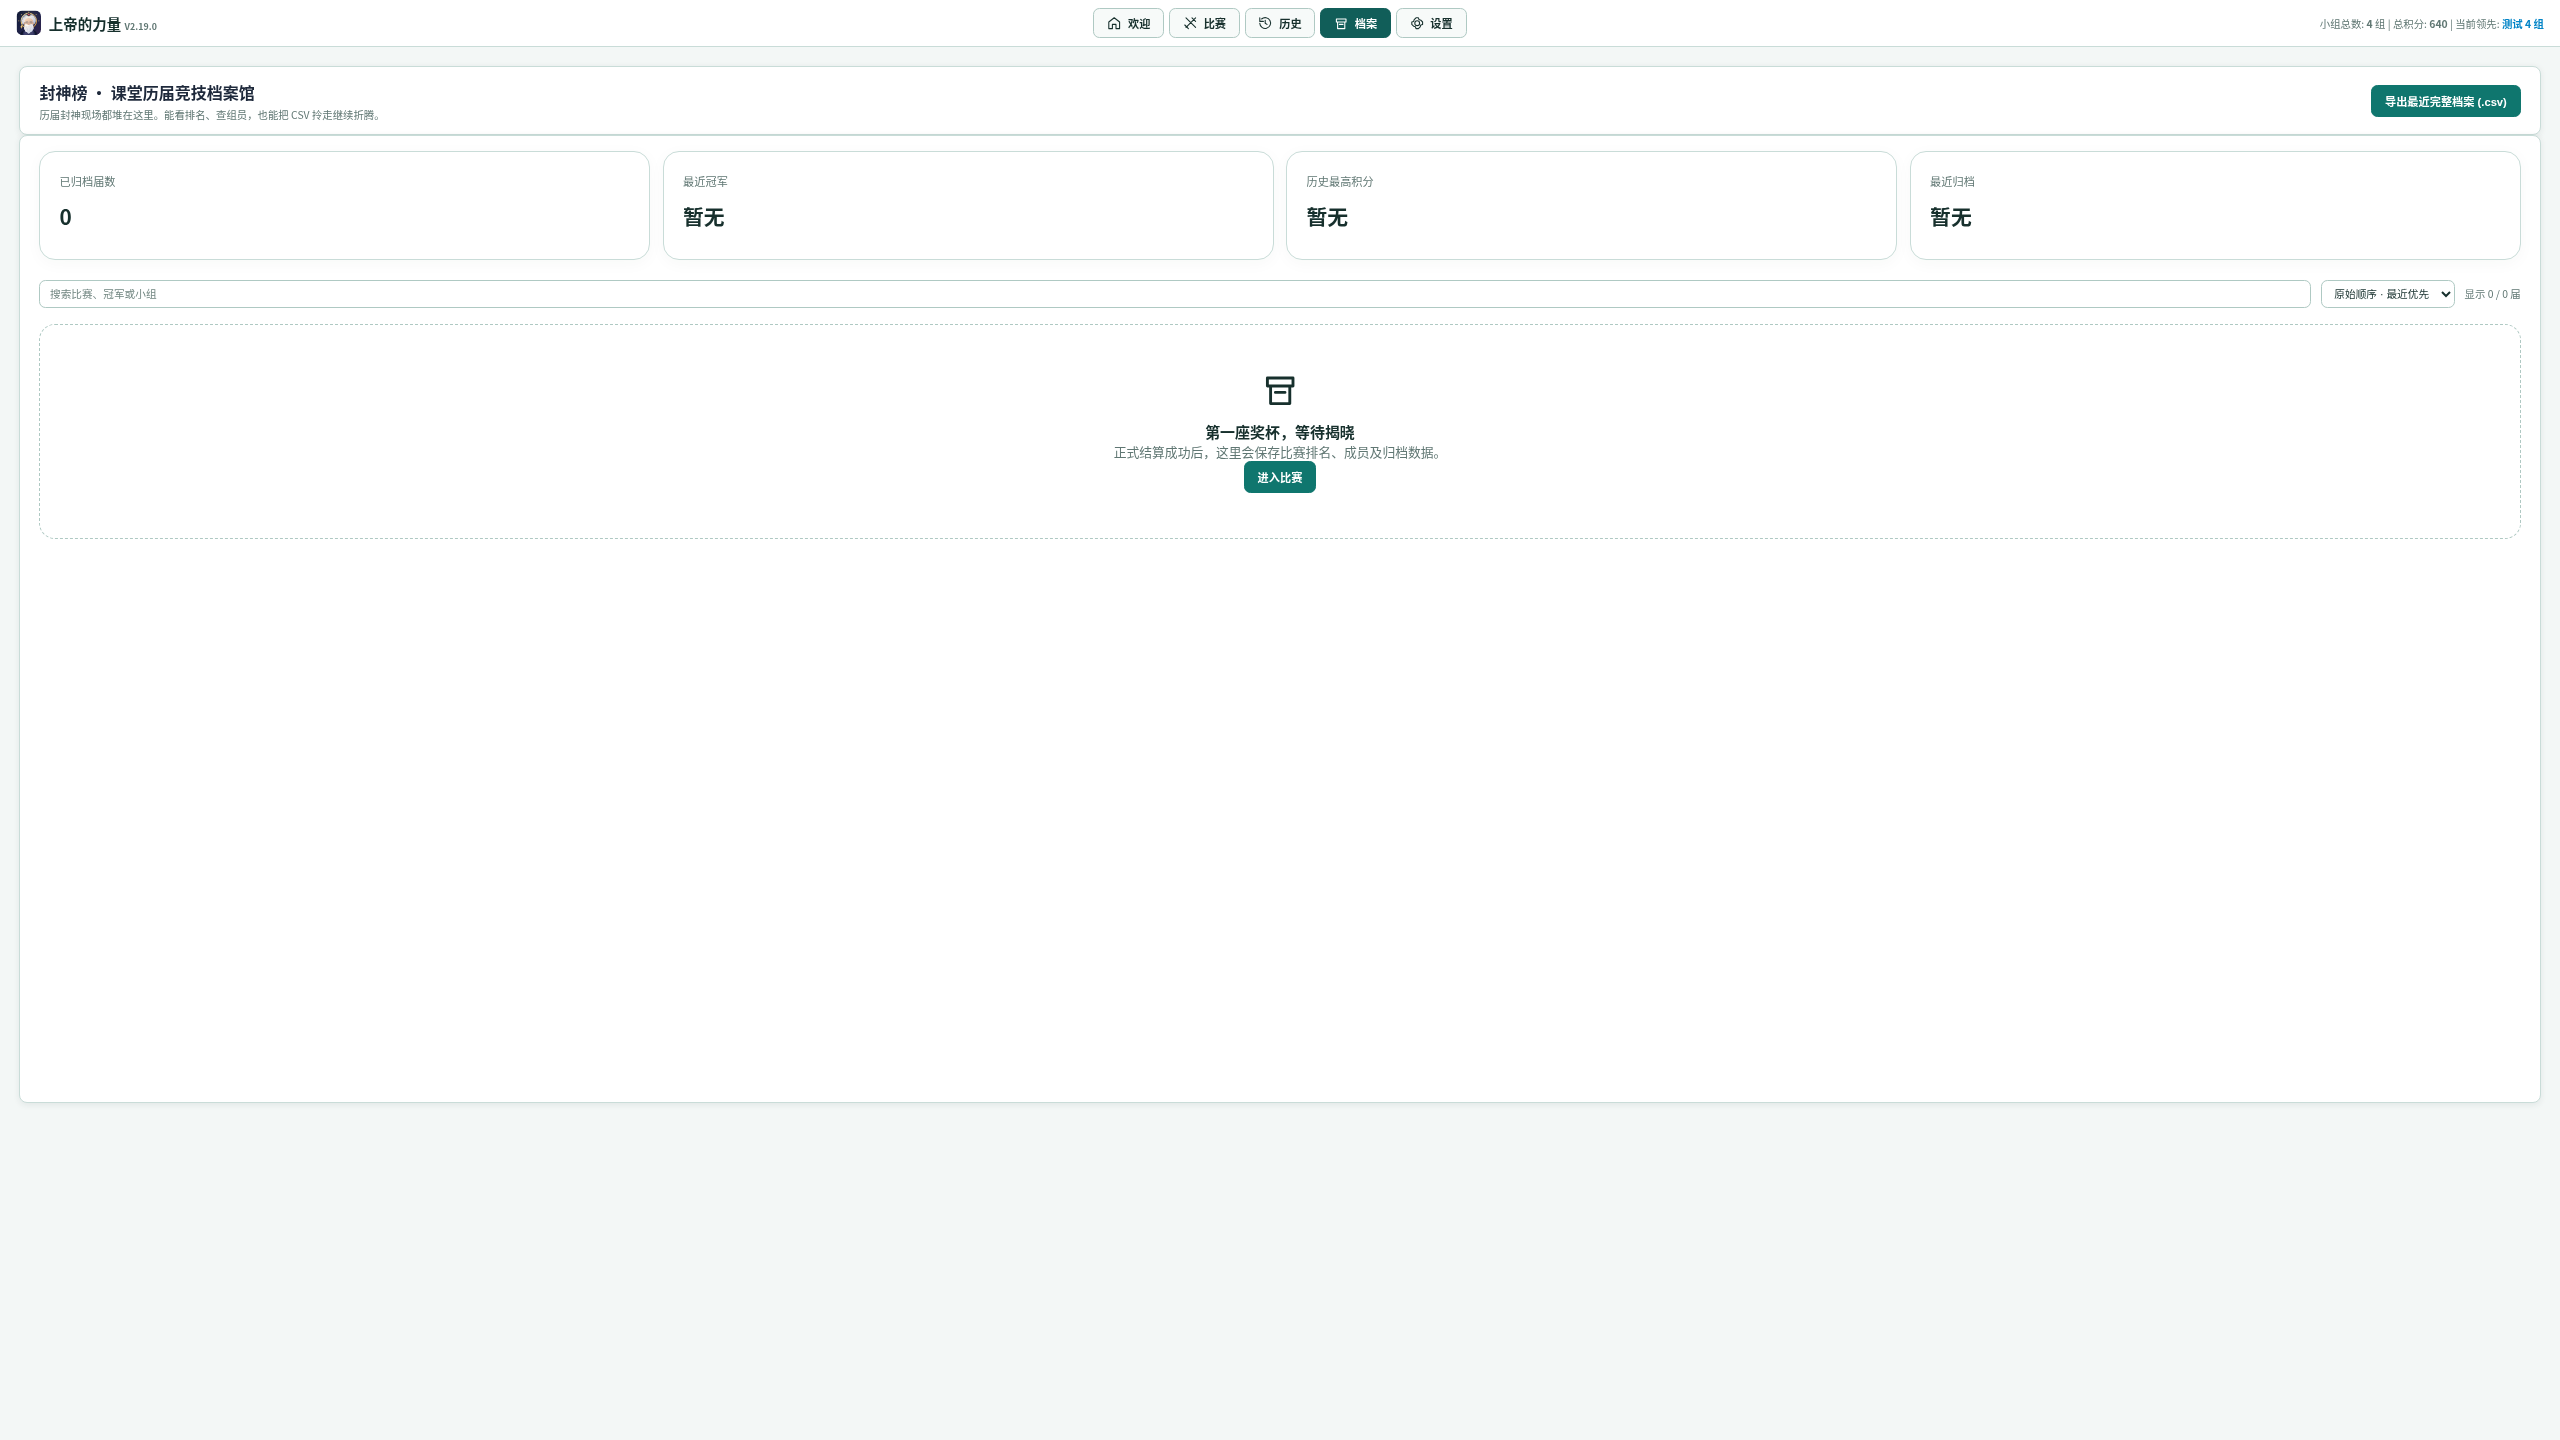 上帝的力量 V2.19.0
欢迎
比赛
历史
档案
设置
小组总数: 4 组 | 总积分: 640 | 当前领先: 测试 4 组
封神榜 · 课堂历届竞技档案馆
历届封神现场都堆在这里。能看排名、查组员，也能把 CSV 拎走继续折腾。
导出最近完整档案 (.csv)
已归档届数
0
最近冠军
暂无
历史最高积分
暂无
最近归档
暂无
搜索比赛、冠军或小组
原始顺序 · 最近优先
显示 0 / 0 届
第一座奖杯，等待揭晓
正式结算成功后，这里会保存比赛排名、成员及归档数据。
进入比赛